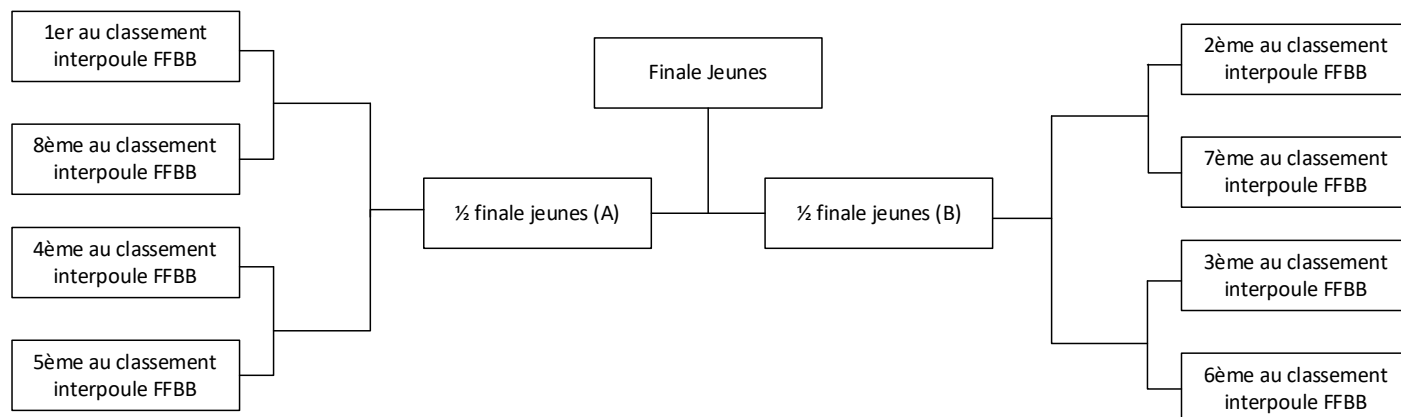 1er au classement
interpoule FFBB
8ème au classement
interpoule FFBB
4ème au classement
interpoule FFBB
5ème au classement
interpoule FFBB
½ finale jeunes (A)
Finale Jeunes
½ finale jeunes (B)
2ème au classement
interpoule FFBB
7ème au classement
interpoule FFBB
3ème au classement
interpoule FFBB
6ème au classement
interpoule FFBB